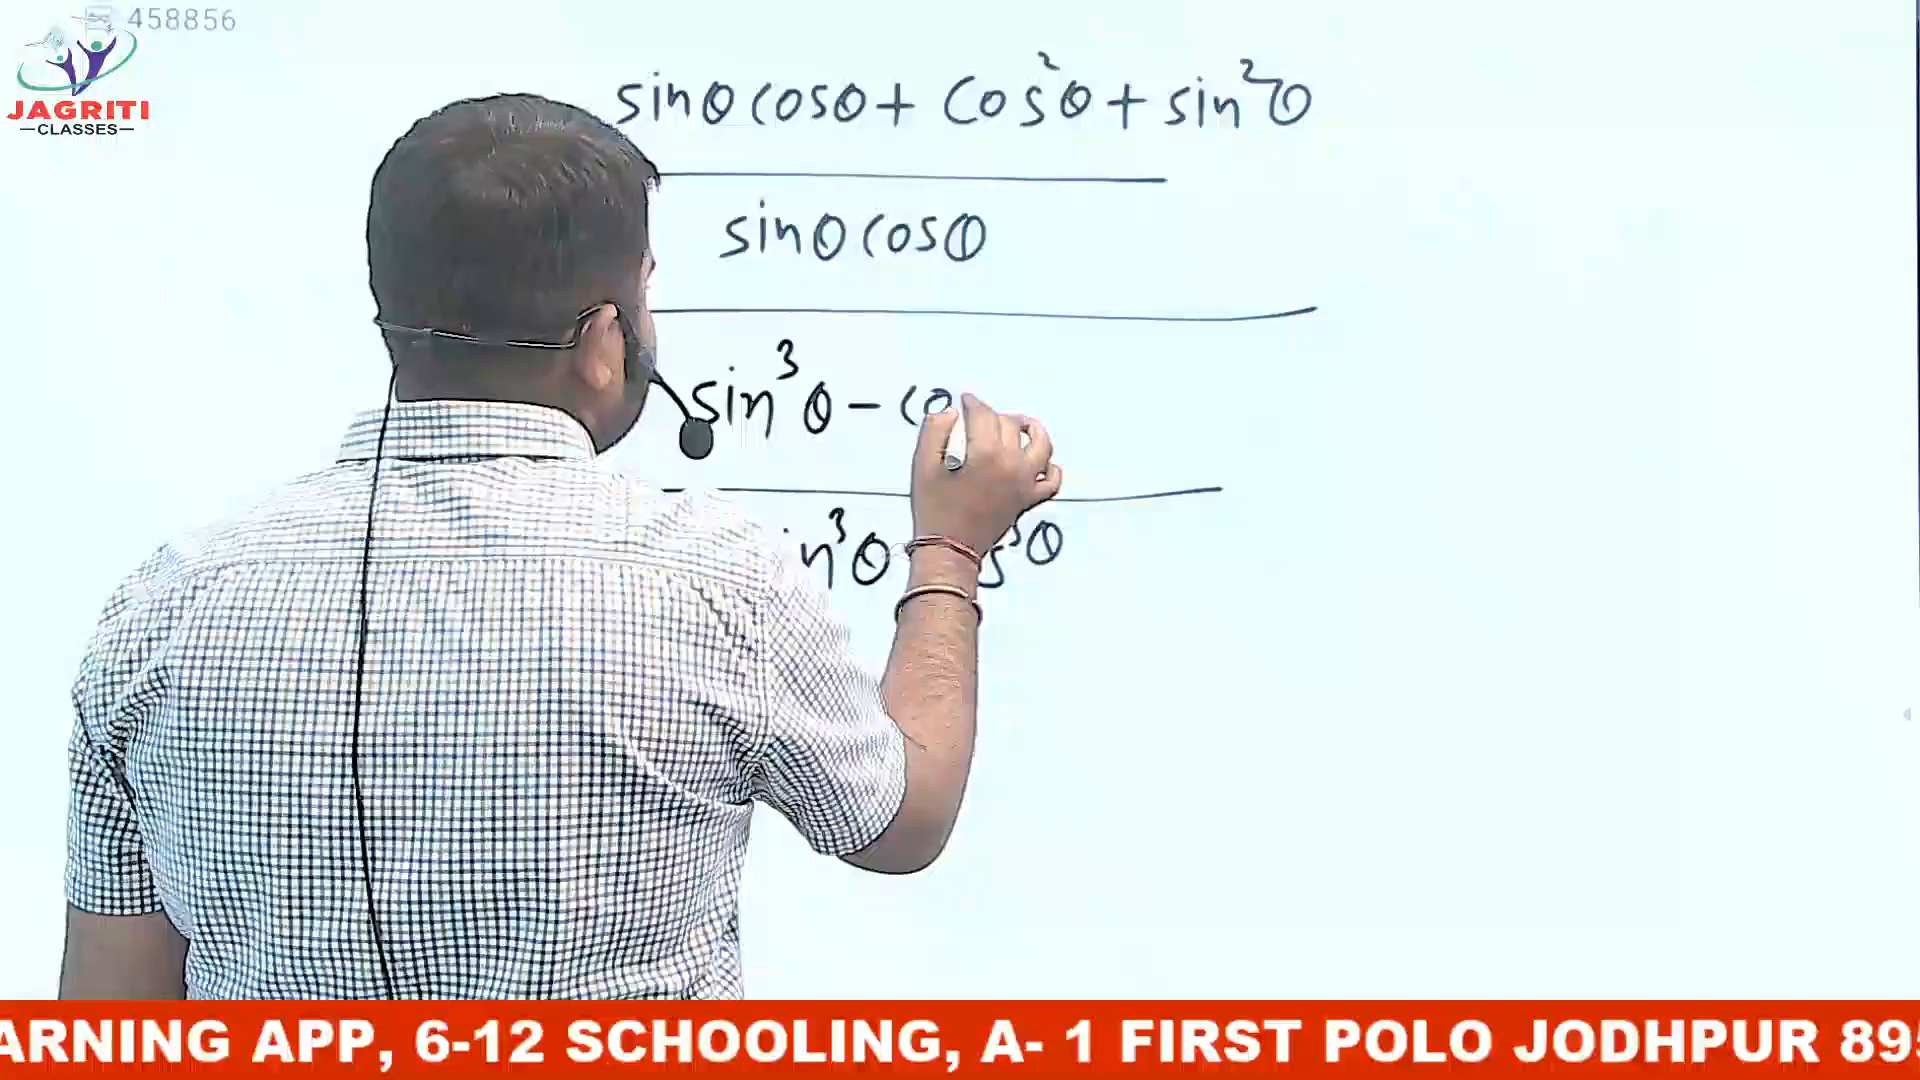 458856
JAGRITI
CLASSES
sinθ cosθ + cos²θ + sin²θ
sinθ cosθ
sin³θ - co
in³θ s³θ
ARNING APP, 6-12 SCHOOLING, A- 1 FIRST POLO JODHPUR 895